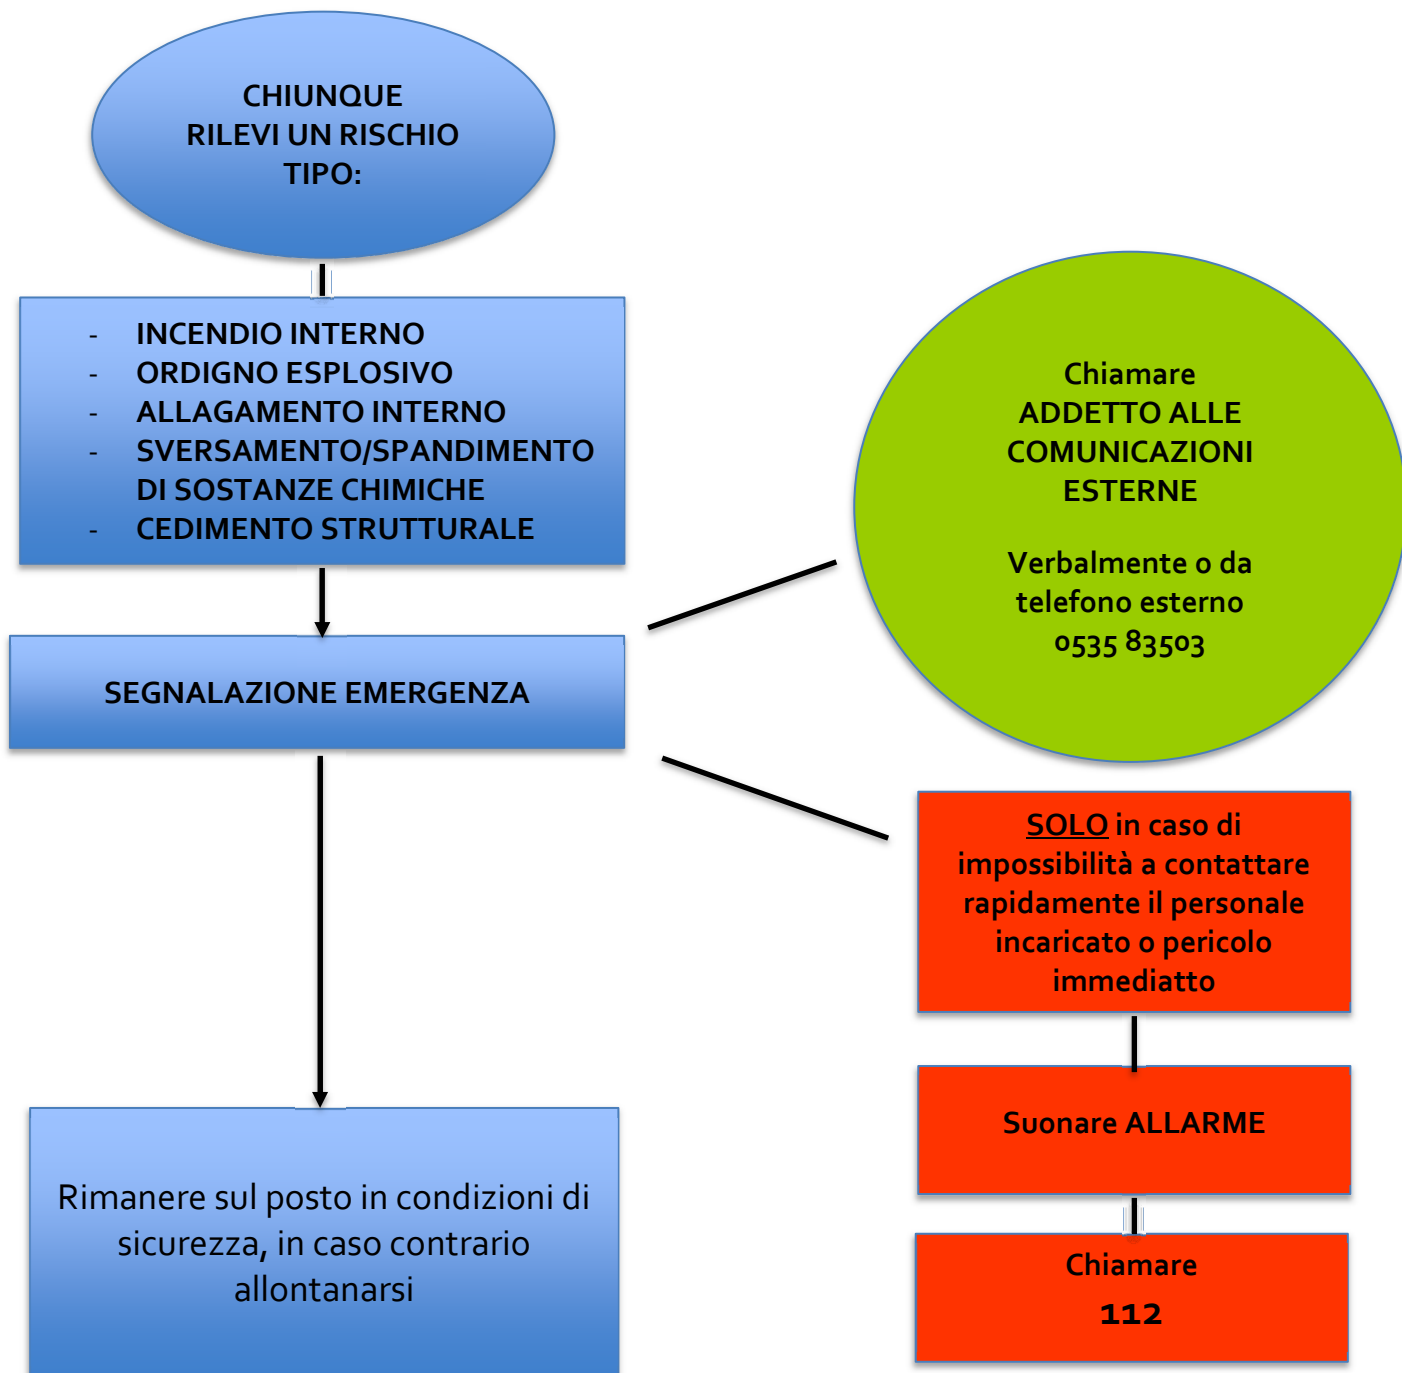 CHIUNQUE
RILEVI UN RISCHIO
TIPO:
- INCENDIO INTERNO
- ORDIGNO ESPLOSIVO
- ALLAGAMENTO INTERNO
- SVERSAMENTO/SPANDIMENTO
DI SOSTANZE CHIMICHE
- CEDIMENTO STRUTTURALE
Chiamare
ADDETTO ALLE
COMUNICAZIONI
ESTERNE
Verbalmente o da
telefono esterno
0535 83503
SEGNALAZIONE EMERGENZA
SOLO in caso di
impossibilità a contattare
rapidamente il personale
incaricato o pericolo
immediatto
Suonare ALLARME
Chiamare
112
Rimanere sul posto in condizioni di
sicurezza, in caso contrario
allontanarsi